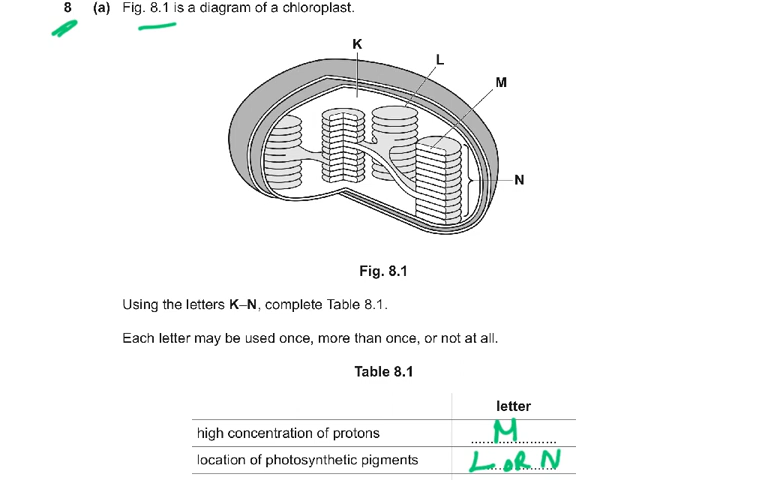 8 (a) Fig. 8.1 is a diagram of a chloroplast.
K
L
M
N
Fig. 8.1
Using the letters K–N, complete Table 8.1.
Each letter may be used once, more than once, or not at all.
Table 8.1
letter
high concentration of protons M
location of photosynthetic pigments L OR N